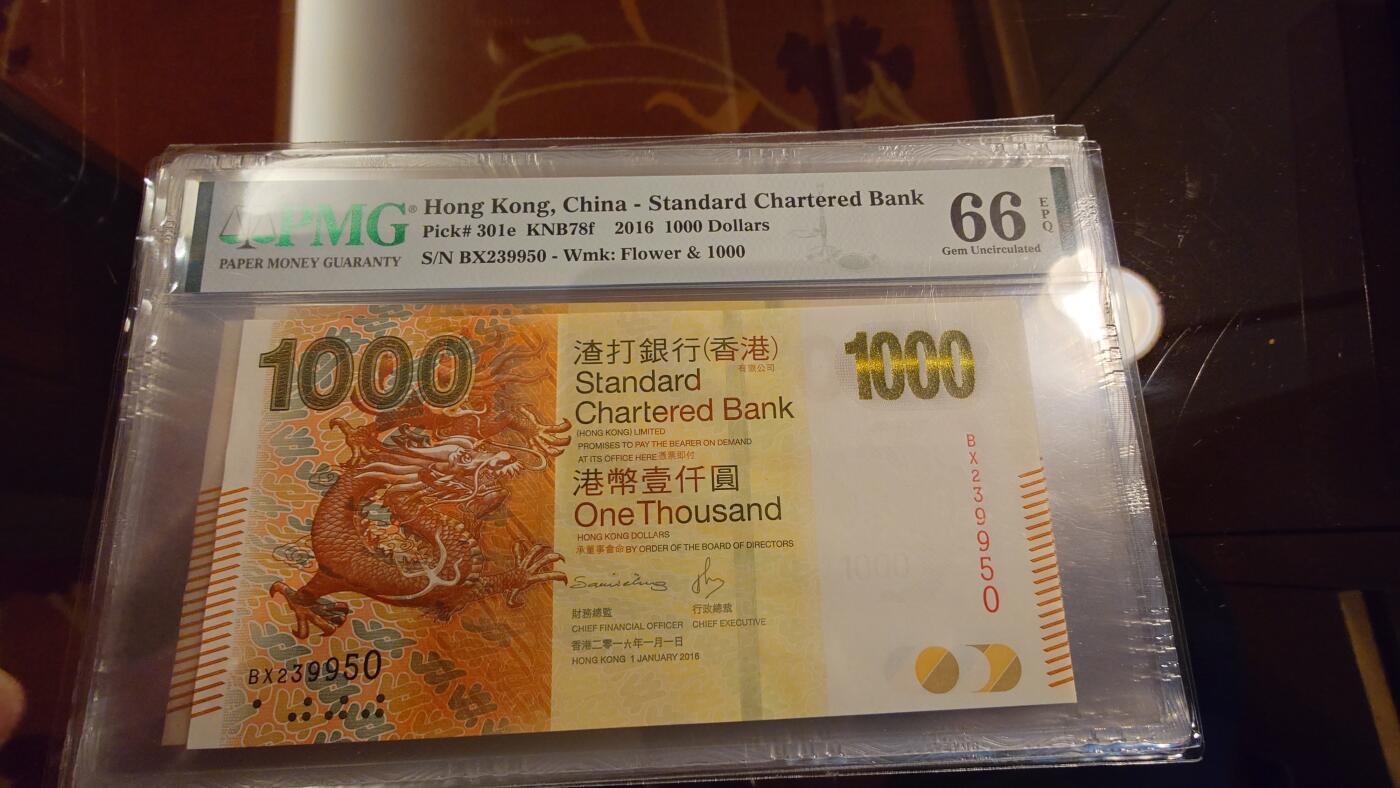 PMG®
PAPER MONEY GUARANTY
Hong Kong, China - Standard Chartered Bank
Pick# 301e KNB78f 2016 1000 Dollars
S/N BX239950 - Wmk: Flower & 1000
66
EPQ
Gem Uncirculated
1000
渣打銀行(香港)
有限公司
Standard
Chartered Bank
(HONG KONG) LIMITED
PROMISES TO PAY THE BEARER ON DEMAND
AT ITS OFFICE HERE 憑票即付
港幣壹仟圓
One Thousand
HONG KONG DOLLARS
承董事會命 BY ORDER OF THE BOARD OF DIRECTORS
財務總監 行政總裁
CHIEF FINANCIAL OFFICER CHIEF EXECUTIVE
香港二零一六年一月一日
HONG KONG 1 JANUARY 2016
1000
BX239950
1000
BX239950